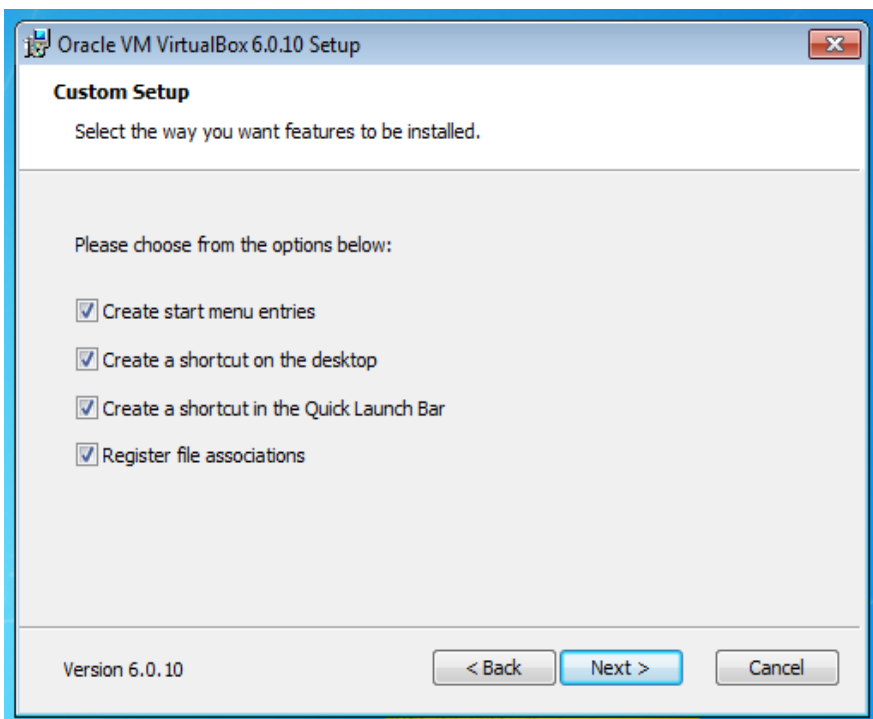 Oracle VM VirtualBox 6.0.10 Setup
Custom Setup
Select the way you want features to be installed.
Please choose from the options below:
Create start menu entries
Create a shortcut on the desktop
Create a shortcut in the Quick Launch Bar
Register file associations
Version 6.0.10
< Back
Next >
Cancel